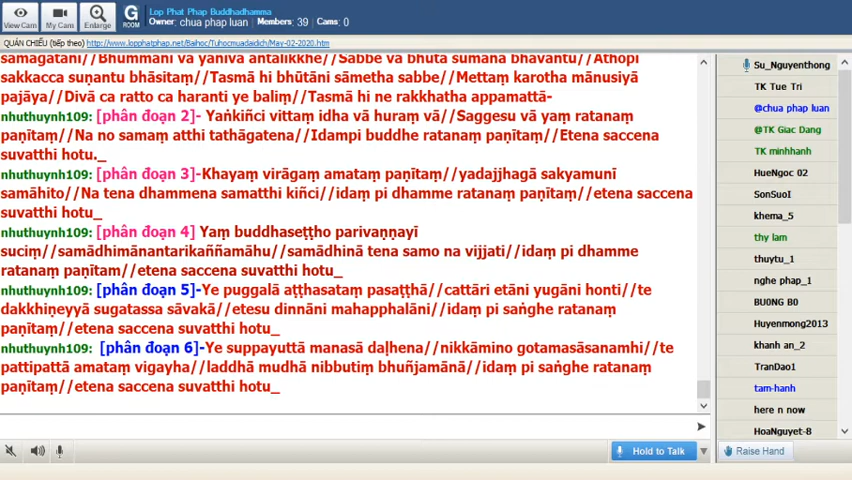 Lop Phat Phap Buddhadhamma
Owner: chua phap luan Members: 39 Cams: 0
View Cam
My Cam
Enlarge
G
ROOM
QUÁN CHIẾU (tiếp theo) http://www.lopphatphap.net/Baihoc/Tuhocmuadaidich/May-02-2020.htm
samāgatāni//Bhummāni vā yāniva antalikkhe//Sabbe va bhūtā sumanā bhavantu//Athopi
sakkacca suṇantu bhāsitaṃ//Tasmā hi bhūtāni sāmetha sabbe//Mettaṃ karotha mānusiyā
pajāya//Divā ca ratto ca haranti ye baliṃ//Tasmā hi ne rakkhatha appamattā-
nhuthuynh109: [phân đoạn 2]- Yaṅkiñci vittaṃ idha vā huraṃ vā//Saggesu vā yaṃ ratanaṃ
paṇītaṃ//Na no samaṃ atthi tathāgatena//Idampi buddhe ratanaṃ paṇītaṃ//Etena saccena
suvatthi hotu._
nhuthuynh109: [phân đoạn 3]-Khayaṃ virāgaṃ amataṃ paṇītaṃ//yadajjhagā sakyamunī
samāhito//Na tena dhammena samatthi kiñci//idaṃ pi dhamme ratanaṃ paṇītaṃ//etena saccena
suvatthi hotu_
nhuthuynh109: [phân đoạn 4] Yaṃ buddhaseṭṭho parivaṇṇayī
suciṃ//samādhimānantarikaññamāhu//samādhinā tena samo na vijjati//idaṃ pi dhamme
ratanaṃ paṇītaṃ//etena saccena suvatthi hotu_
nhuthuynh109: [phân đoạn 5]-Ye puggalā aṭṭhasataṃ pasaṭṭhā//cattāri etāni yugāni honti//te
dakkhiṇeyyā sugatassa sāvakā//etesu dinnāni mahapphalāni//idaṃ pi saṅghe ratanaṃ
paṇītaṃ//etena saccena suvatthi hotu_
nhuthuynh109: [phân đoạn 6]-Ye suppayuttā manasā daḷhena//nikkāmino gotamasāsanamhi//te
pattipattā amataṃ vigayha//laddhā mudhā nibbutiṃ bhuñjamānā//idaṃ pi saṅghe ratanaṃ
paṇītaṃ//etena saccena suvatthi hotu_
Su_Nguyenthong
TK Tue Tri
@chua phap luan
@TK Giac Dang
TK minhhanh
HueNgoc 02
SonSuoI
khema_5
thy lam
thuytu_1
nghe phap_1
BU0NG B0
Huyenmong2013
khanh an_2
TranDao1
tam-hanh
here n now
HoaNguyet-8
Hold to Talk
Raise Hand